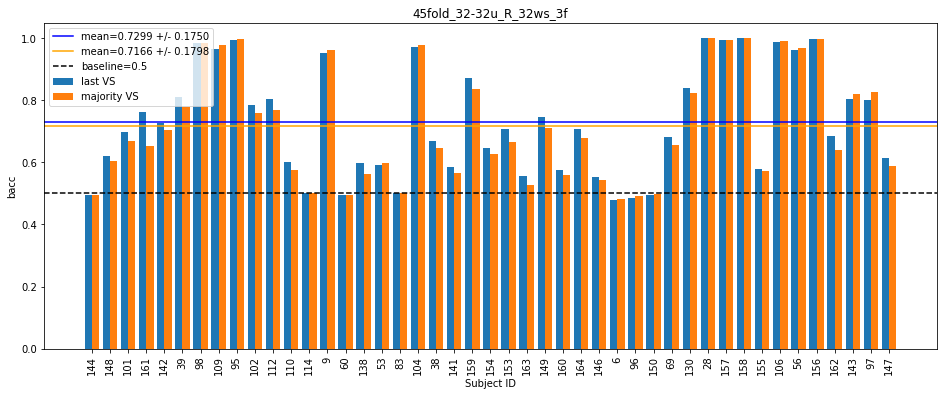 45fold_32-32u_R_32ws_3f
mean=0.7299 +/- 0.1750
mean=0.7166 +/- 0.1798
baseline=0.5
last VS
majority VS
bacc
1.0
0.8
0.6
0.4
0.2
0.0
144 148 101 161 142 39 98 109 95 102 112 110 114 9 60 138 53 83 104 38 141 159 154 153 163 149 160 164 146 6 96 150 69 130 28 157 158 155 106 56 156 162 143 97 147
Subject ID